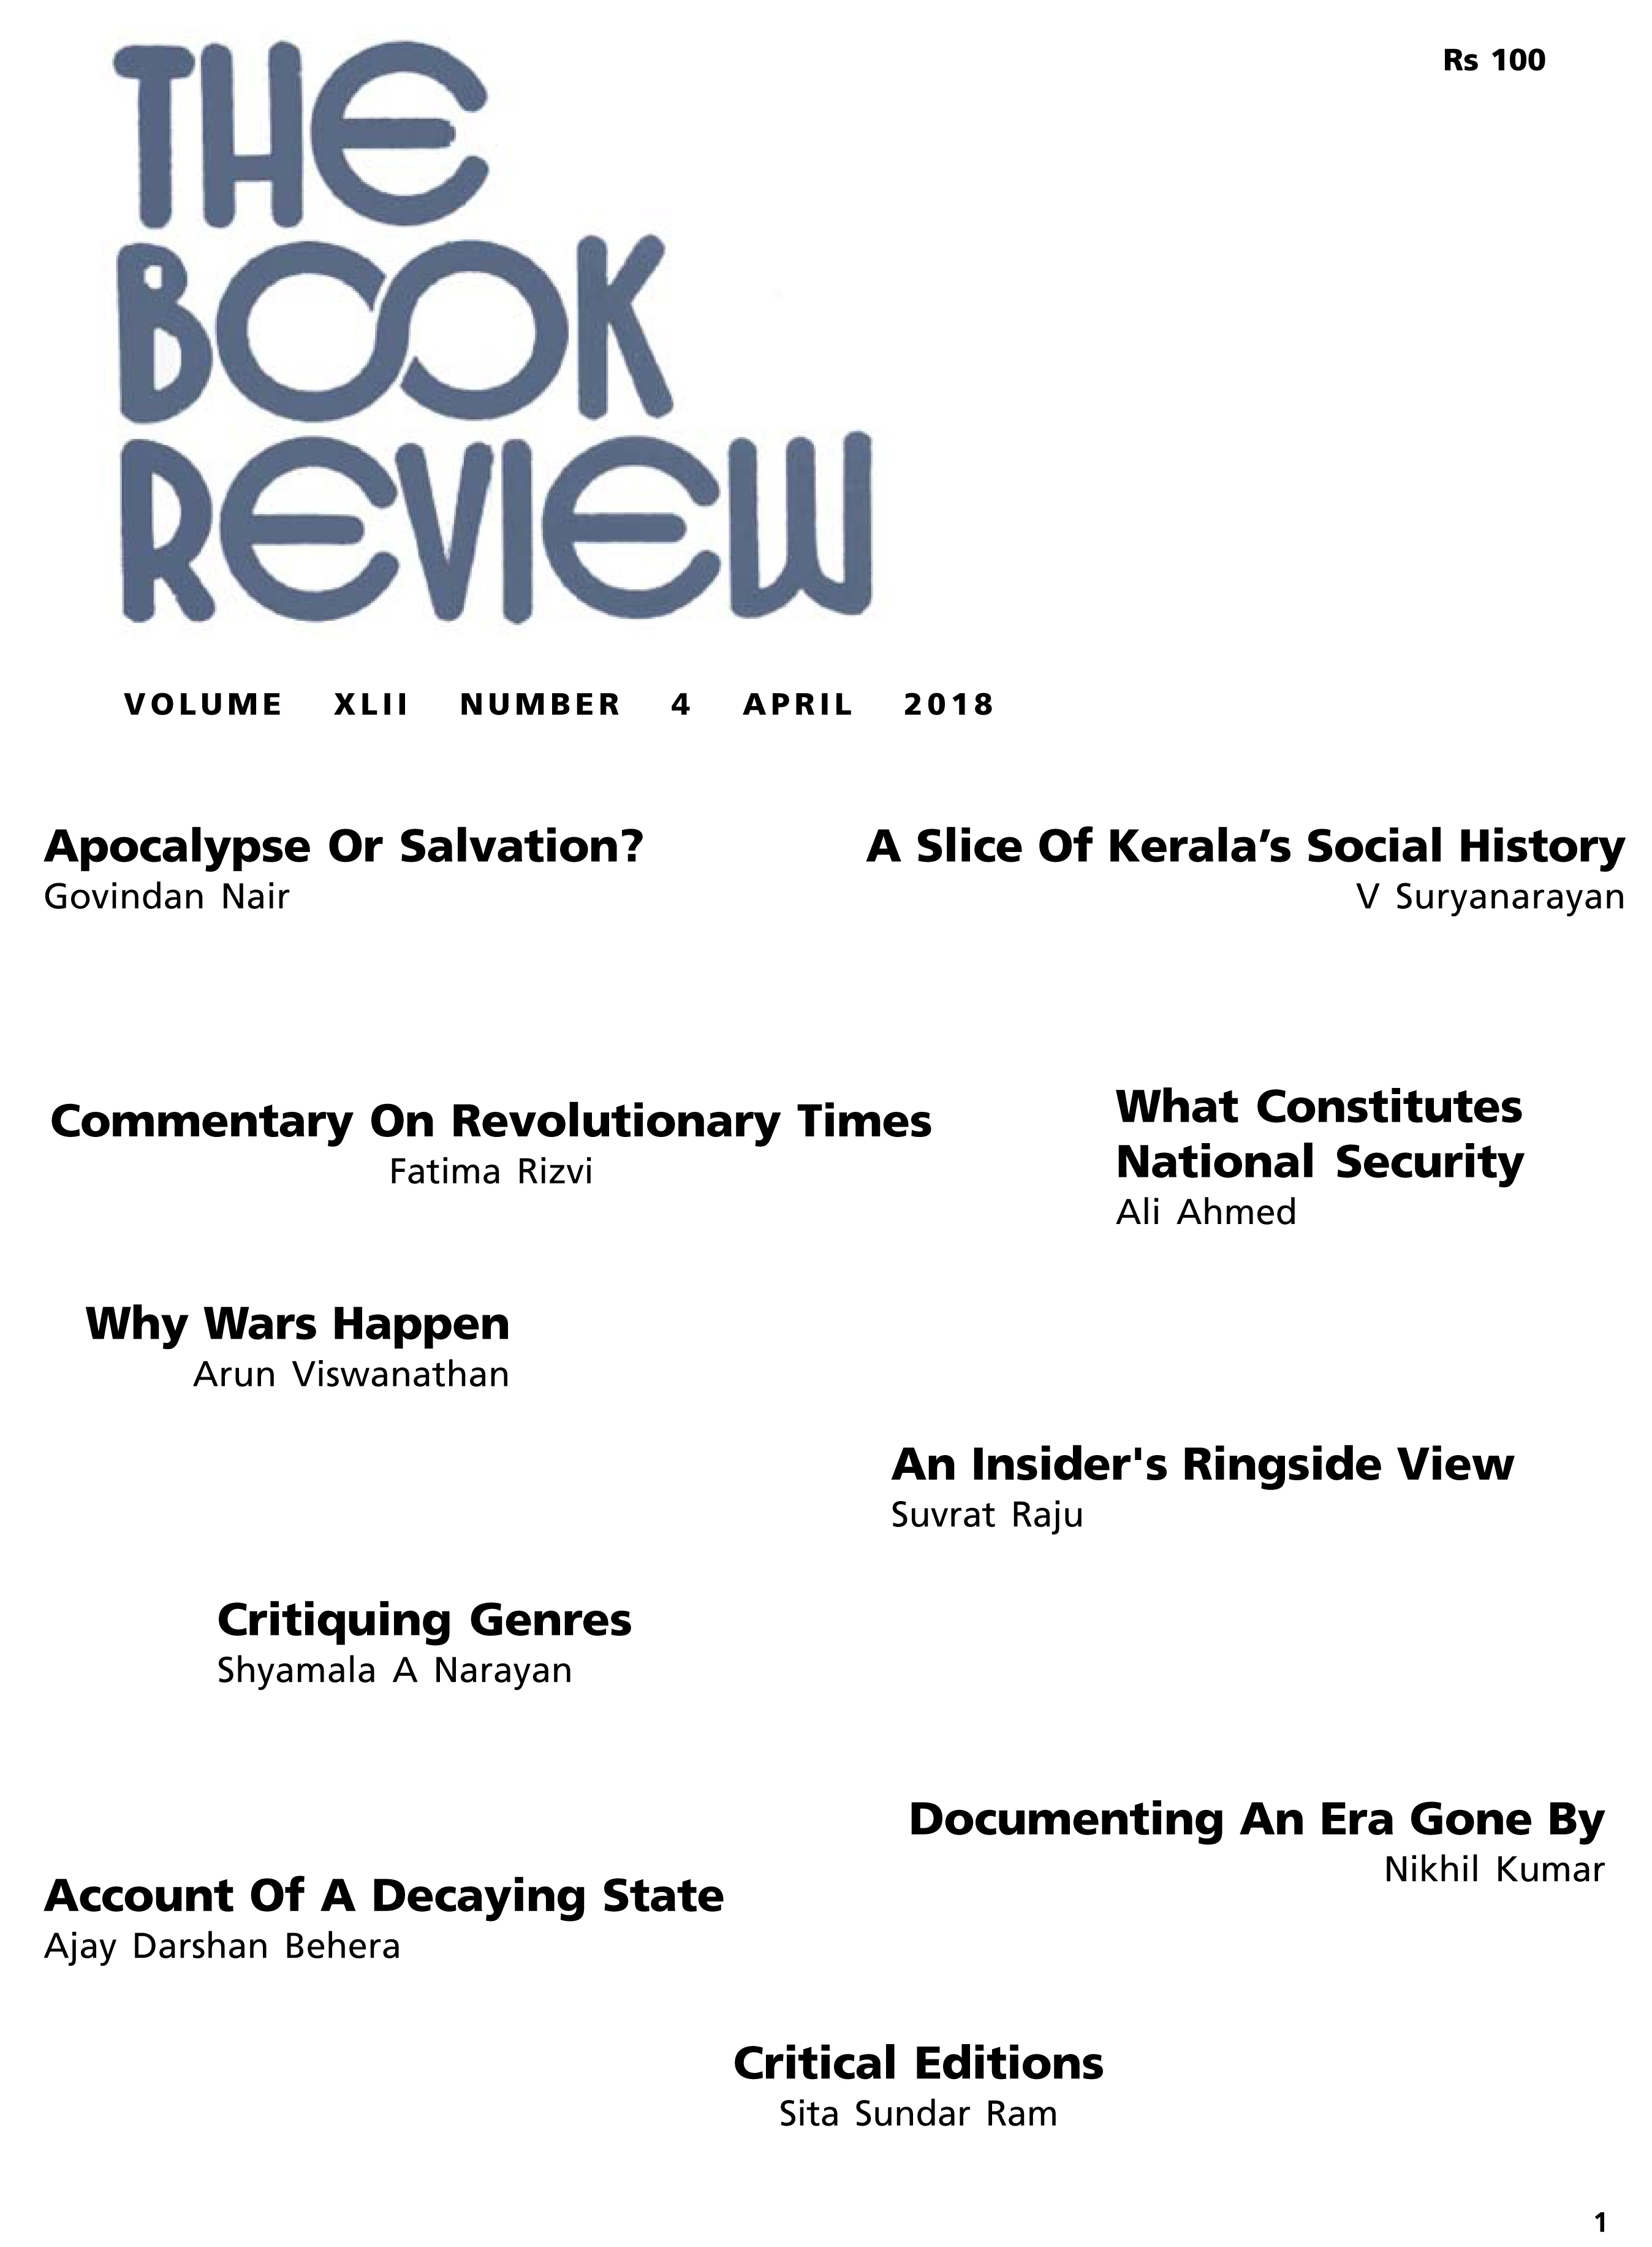 Rs 100
THE
BOOK
REVIEW
VOLUME XLII NUMBER 4 APRIL 2018
Apocalypse Or Salvation?
Govindan Nair
A Slice Of Kerala’s Social History
V Suryanarayan
Commentary On Revolutionary Times
Fatima Rizvi
What Constitutes
National Security
Ali Ahmed
Why Wars Happen
Arun Viswanathan
An Insider's Ringside View
Suvrat Raju
Critiquing Genres
Shyamala A Narayan
Documenting An Era Gone By
Nikhil Kumar
Account Of A Decaying State
Ajay Darshan Behera
Critical Editions
Sita Sundar Ram
1